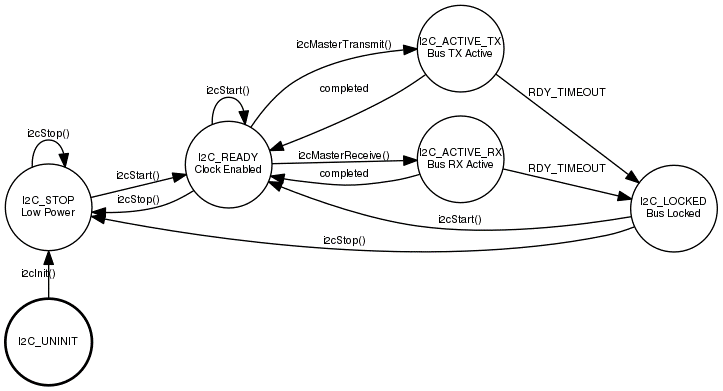 I2C_ACTIVE_TX
Bus TX Active
i2cMasterTransmit()
i2cStart()
completed
RDY_TIMEOUT
i2cStop()
I2C_READY
Clock Enabled
i2cMasterReceive()
I2C_ACTIVE_RX
Bus RX Active
completed
RDY_TIMEOUT
i2cStart()
I2C_STOP
Low Power
i2cStop()
I2C_LOCKED
Bus Locked
i2cStart()
i2cStop()
i2cInit()
I2C_UNINIT